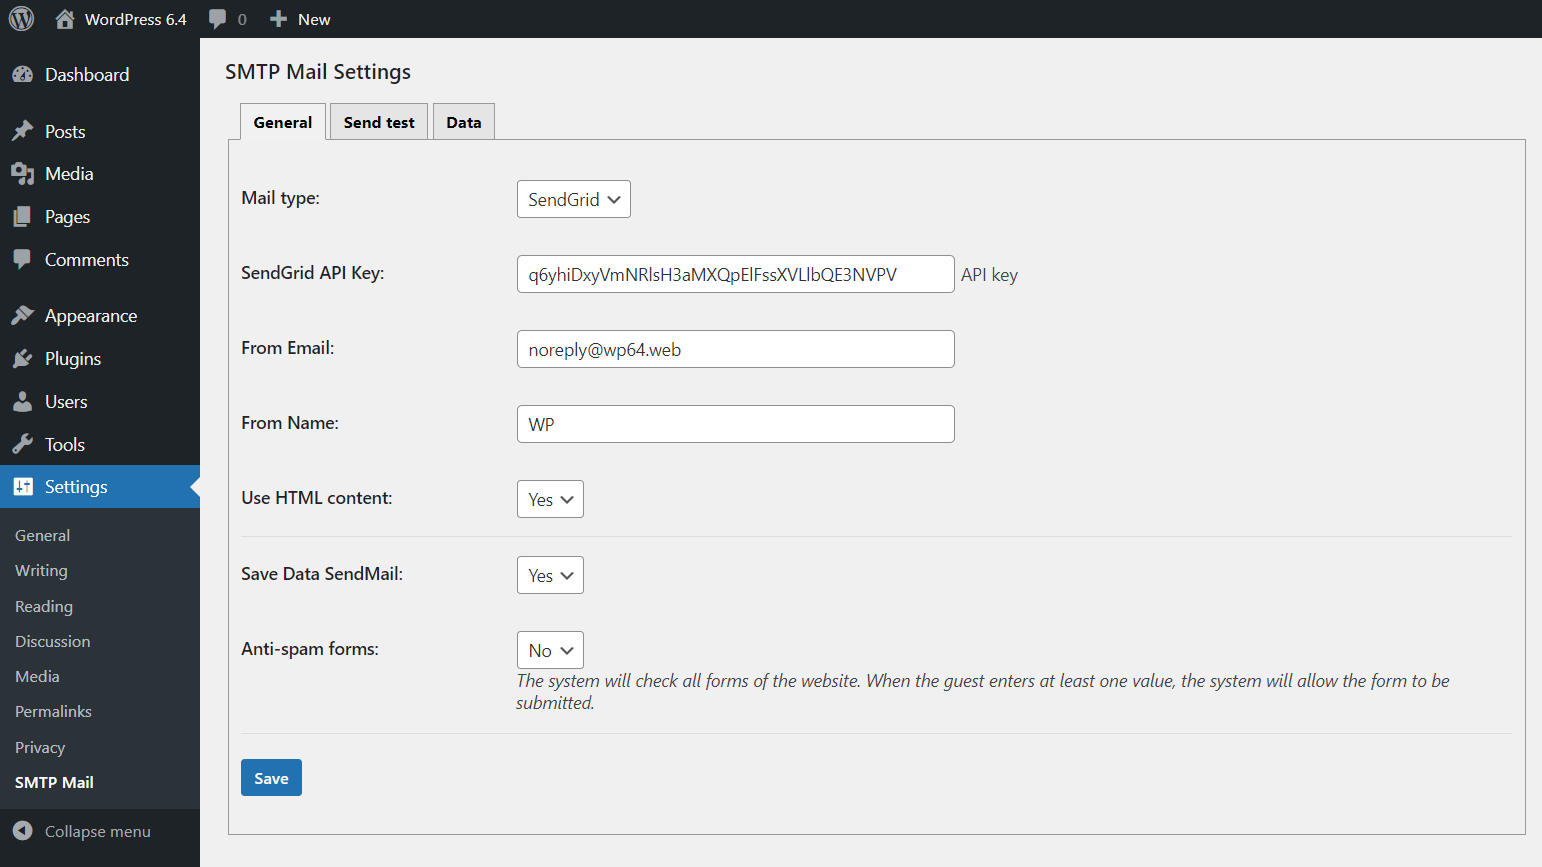 WordPress 6.4 0 New
Dashboard
Posts
Media
Pages
Comments
Appearance
Plugins
Users
Tools
Settings
General
Writing
Reading
Discussion
Media
Permalinks
Privacy
SMTP Mail
Collapse menu
SMTP Mail Settings
General Send test Data
Mail type: SendGrid
SendGrid API Key: q6yhiDxyVmNRlsH3aMXQpElFssXVLlbQE3NVPV API key
From Email: noreply@wp64.web
From Name: WP
Use HTML content: Yes
Save Data SendMail: Yes
Anti-spam forms: No
The system will check all forms of the website. When the guest enters at least one value, the system will allow the form to be
submitted.
Save